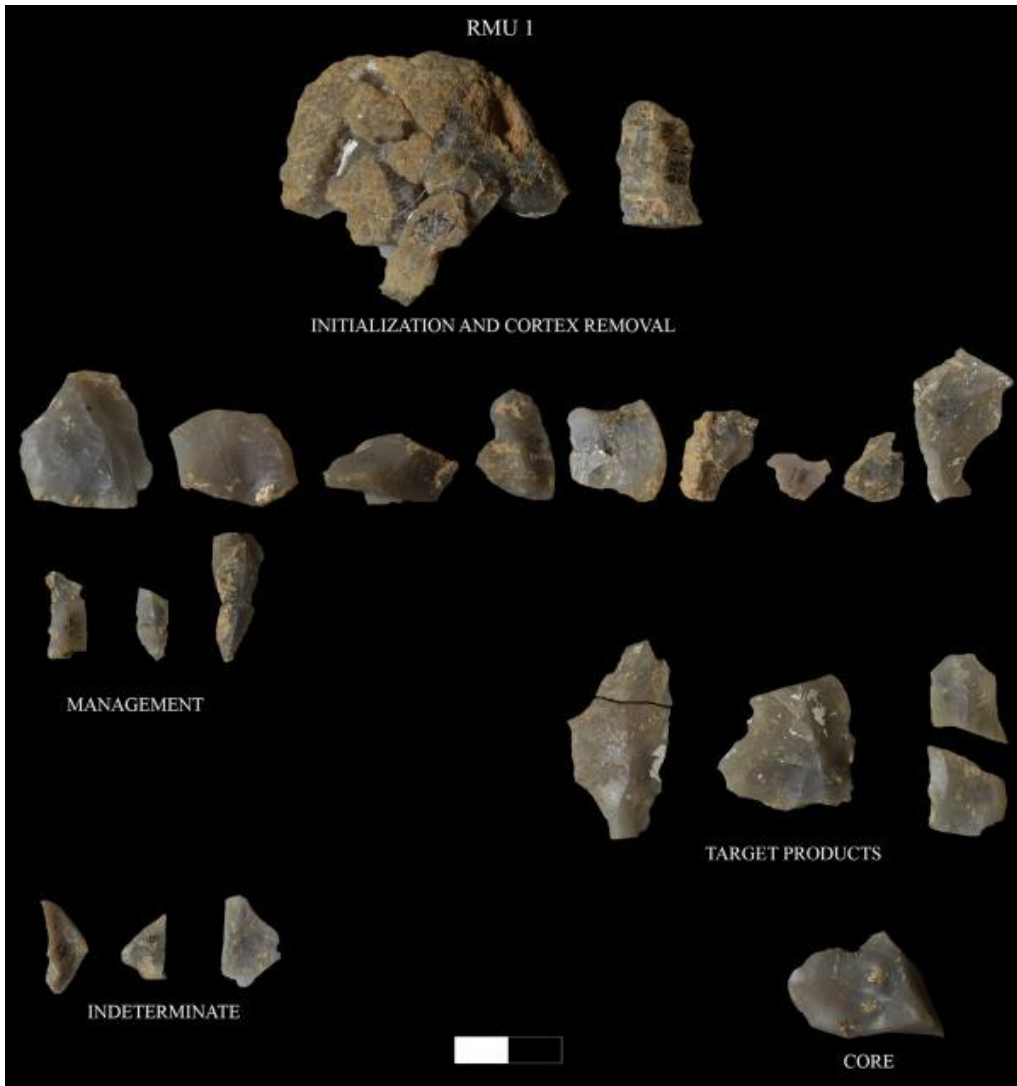 RMU 1
INITIALIZATION AND CORTEX REMOVAL
MANAGEMENT
TARGET PRODUCTS
INDETERMINATE
CORE